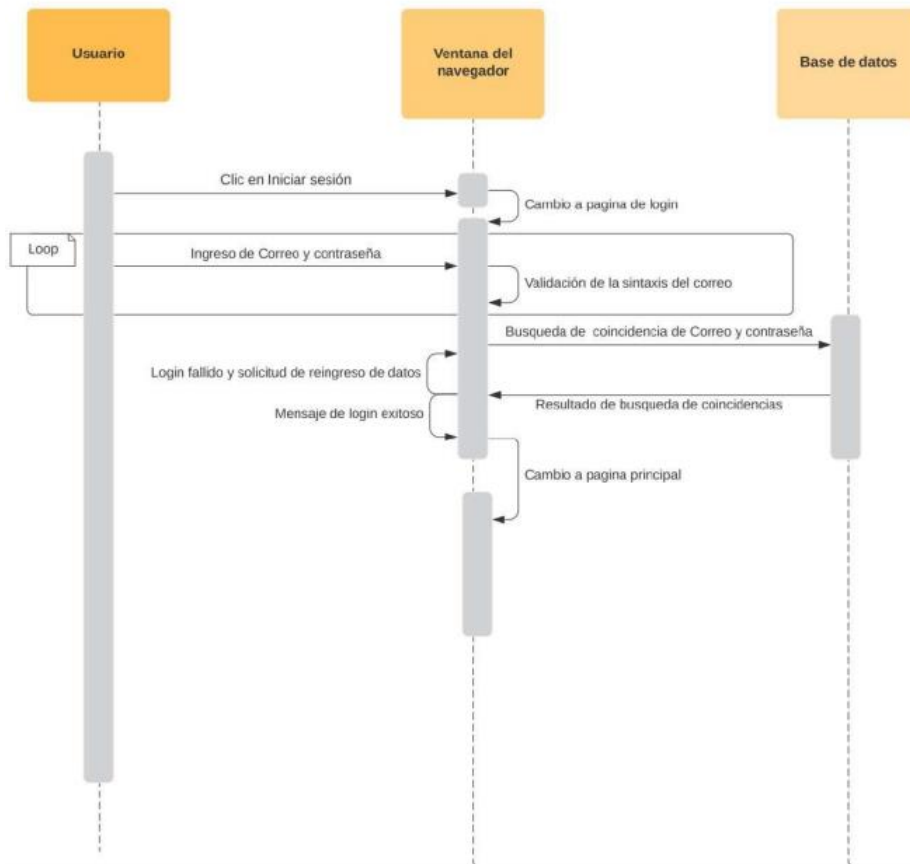 Usuario
Ventana del
navegador
Base de datos
Clic en Iniciar sesión
Cambio a pagina de login
Loop
Ingreso de Correo y contraseña
Validación de la sintaxis del correo
Busqueda de coincidencia de Correo y contraseña
Login fallido y solicitud de reingreso de datos
Resultado de busqueda de coincidencias
Mensaje de login exitoso
Cambio a pagina principal